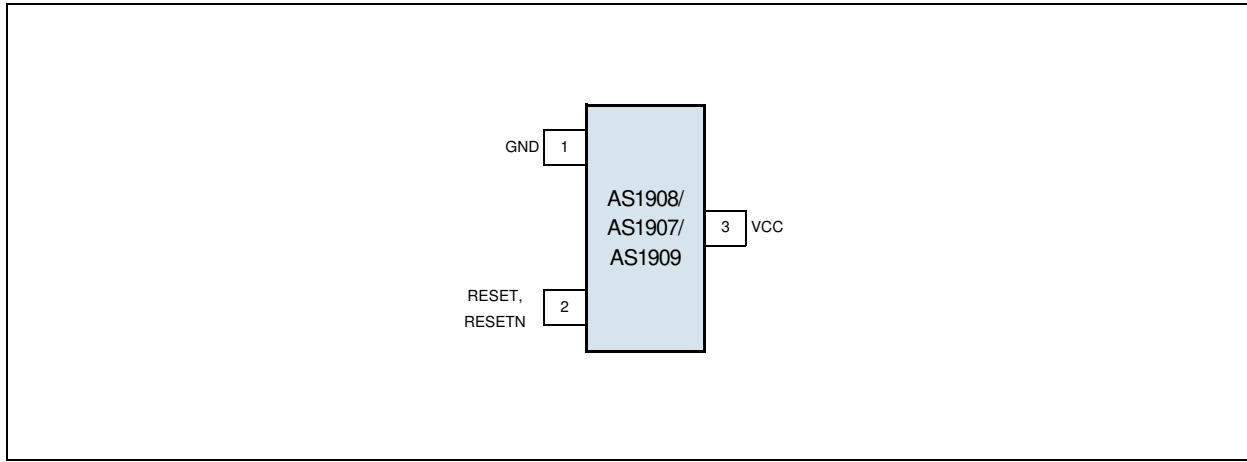 GND 1
AS1908/
AS1907/
AS1909
3 VCC
RESET,
RESETN
2